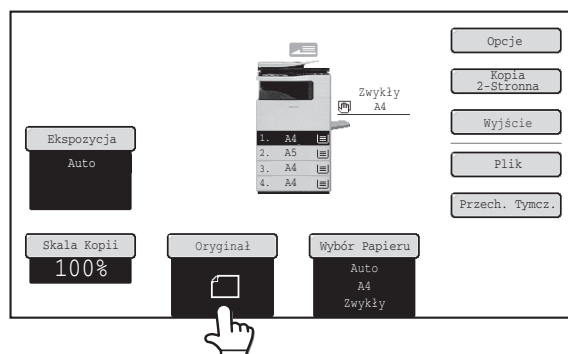 Opcje
Kopia
2-Stronna
Wyjście
Plik
Przech. Tymcz.
Zwykły
A4
1. A4
2. A5
3. A4
4. A4
Ekspozycja
Auto
Skala Kopii
100%
Oryginał
Wybór Papieru
Auto
A4
Zwykły